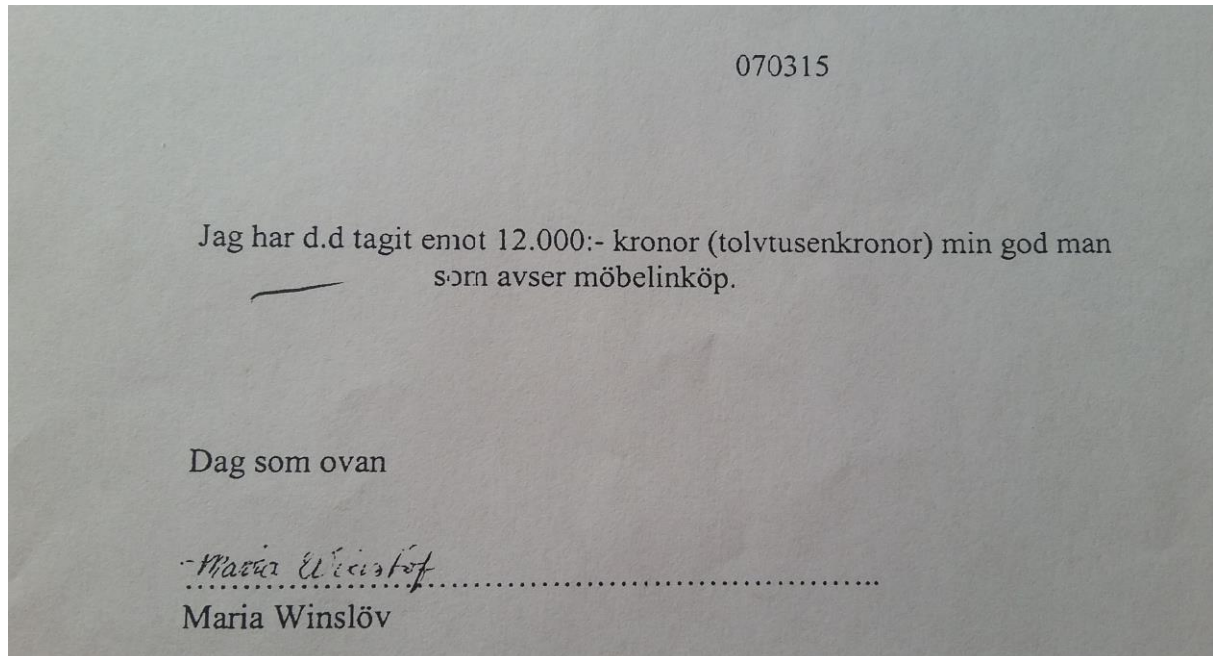 070315
Jag har d.d tagit emot 12.000:- kronor (tolvtusenkronor) min god man
som avser möbelinköp.
Dag som ovan
Maria
Maria Winslöv